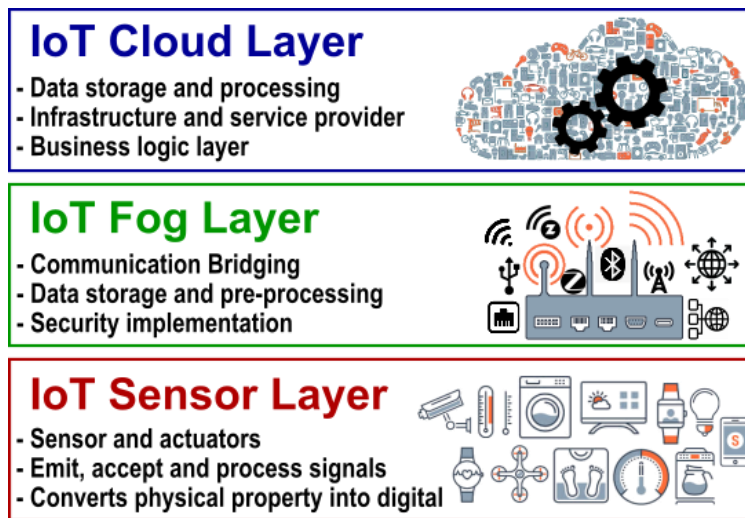 IoT Cloud Layer
- Data storage and processing
- Infrastructure and service provider
- Business logic layer
IoT Fog Layer
- Communication Bridging
- Data storage and pre-processing
- Security implementation
IoT Sensor Layer
- Sensor and actuators
- Emit, accept and process signals
- Converts physical property into digital